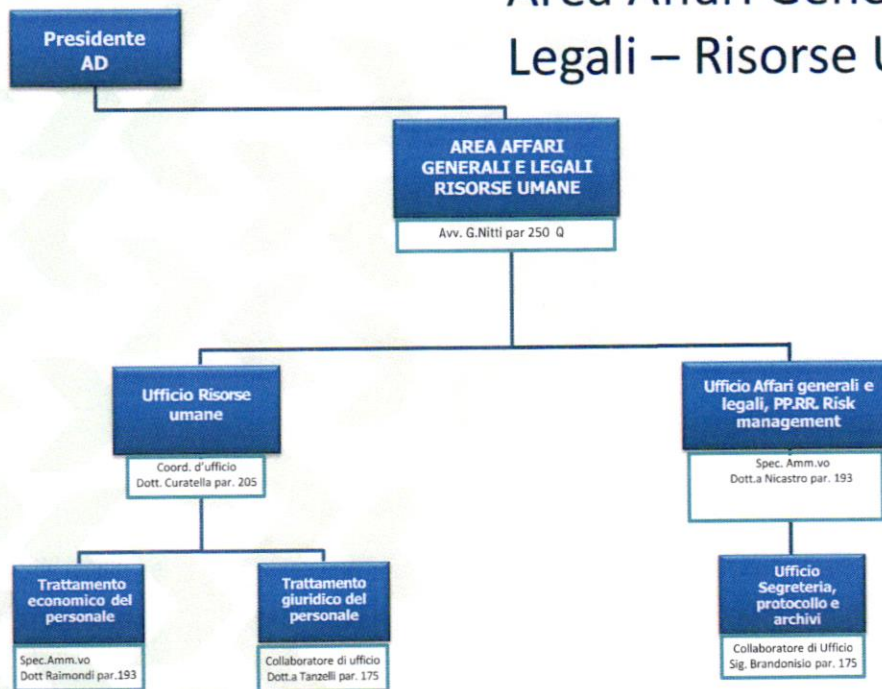 Legali – Risorse
Presidente
AD
AREA AFFARI
GENERALI E LEGALI
RISORSE UMANE
Avv. G.Nitti par 250 Q
Ufficio Risorse
umane
Coord. d'ufficio
Dott. Curatella par. 205
Ufficio Affari generali e
legali, PP.RR. Risk
management
Spec. Amm.vo
Dott.a Nicastro par. 193
Trattamento
economico del
personale
Spec.Amm.vo
Dott Raimondi par.193
Trattamento
giuridico del
personale
Collaboratore di ufficio
Dott.a Tanzelli par. 175
Ufficio
Segreteria,
protocollo e
archivi
Collaboratore di Ufficio
Sig. Brandonisio par. 175